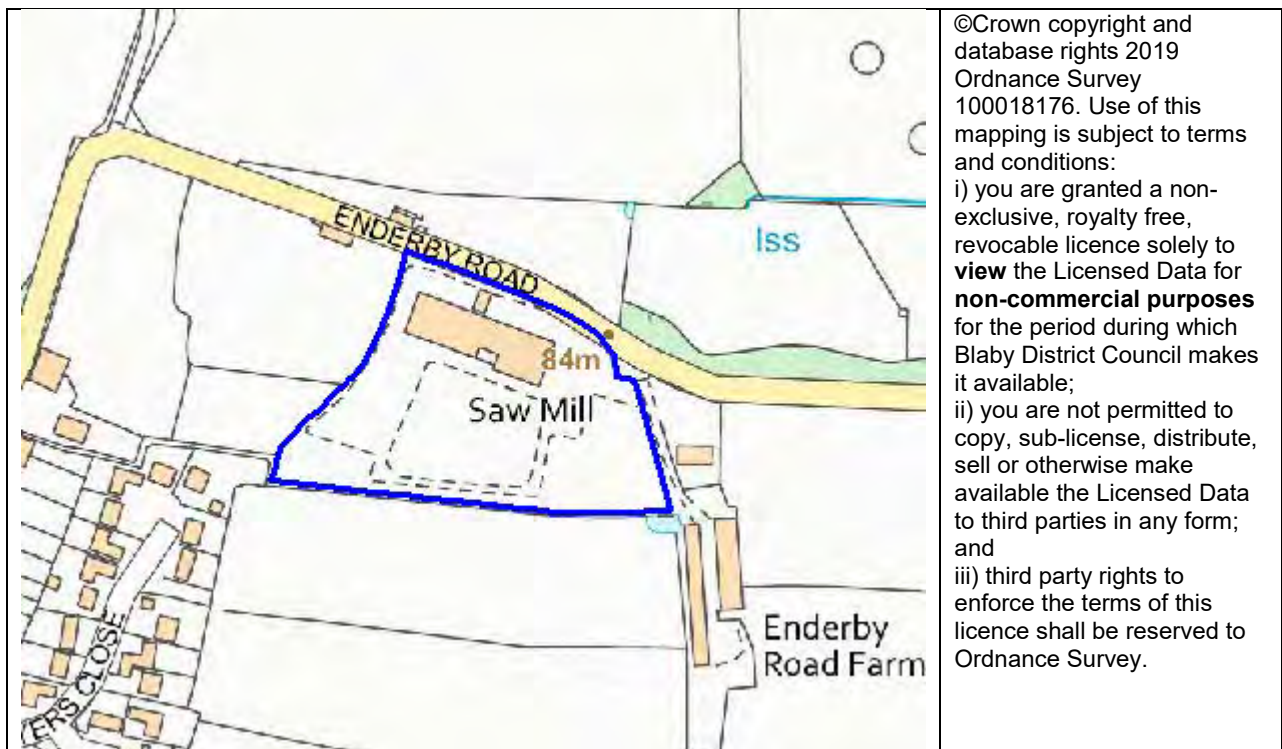 ENDERBY ROAD
Iss
84m
Saw Mill
Enderby
Road Farm
ERS CLOSE
©Crown copyright and
database rights 2019
Ordnance Survey
100018176. Use of this
mapping is subject to terms
and conditions:
i) you are granted a non-
exclusive, royalty free,
revocable licence solely to
view the Licensed Data for
non-commercial purposes
for the period during which
Blaby District Council makes
it available;
ii) you are not permitted to
copy, sub-license, distribute,
sell or otherwise make
available the Licensed Data
to third parties in any form;
and
iii) third party rights to
enforce the terms of this
licence shall be reserved to
Ordnance Survey.